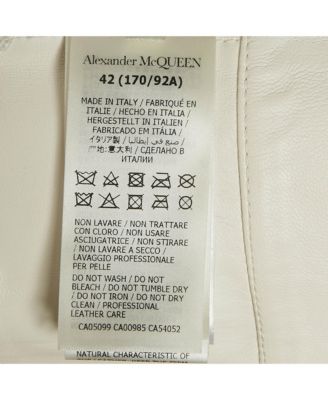 Alexander McQUEEN
42 (170/92A)
MADE IN ITALY / FABRIQUÉ EN
ITALIE / HECHO EN ITALIA /
HERGESTELLT IN ITALIEN /
FABRICADO EM ITÁLIA /
イタリア製 / صنع في إيطاليا /
产地:意大利 / СДЕЛАНО В
ИТАЛИИ
NON LAVARE / NON TRATTARE
CON CLORO / NON USARE
ASCIUGATRICE / NON STIRARE
/ NON LAVARE A SECCO /
LAVAGGIO PROFESSIONALE
PER PELLE
DO NOT WASH / DO NOT
BLEACH / DO NOT TUMBLE DRY
/ DO NOT IRON / DO NOT DRY
CLEAN / PROFESSIONAL
LEATHER CARE
CA05099 CA00985 CA54052
NATURAL CHARACTERISTIC OF